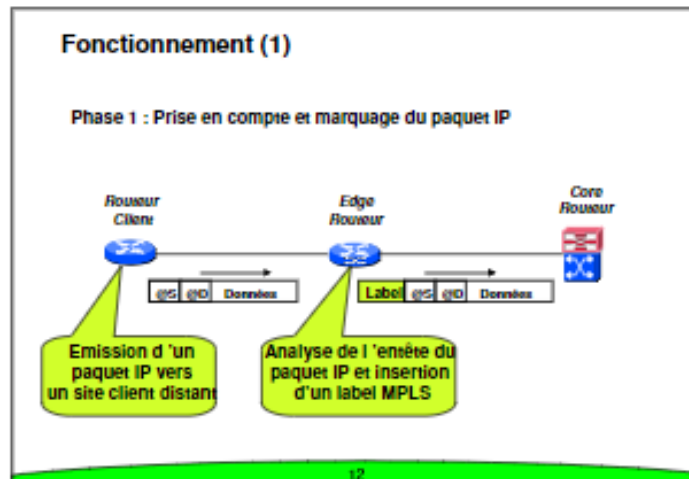 Fonctionnement (1)
Phase 1 : Prise en compte et marquage du paquet IP
Routeur
Client
Edge
Routeur
Core
Routeur
@S @D Données
Label @S @D Données
Emission d 'un
paquet IP vers
un site client distant
Analyse de l 'entête du
paquet IP et insertion
d'un label MPLS
12